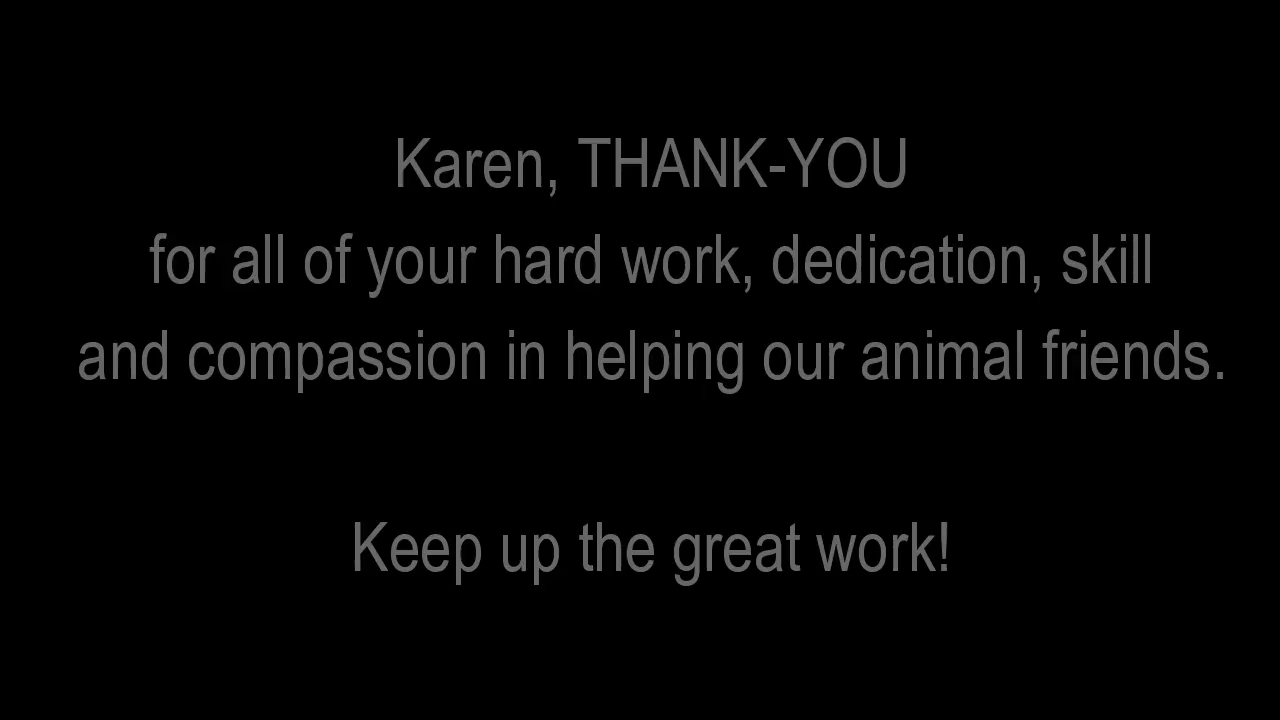 Karen, THANK-YOU
for all of your hard work, dedication, skill
and compassion in helping our animal friends.
Keep up the great work!